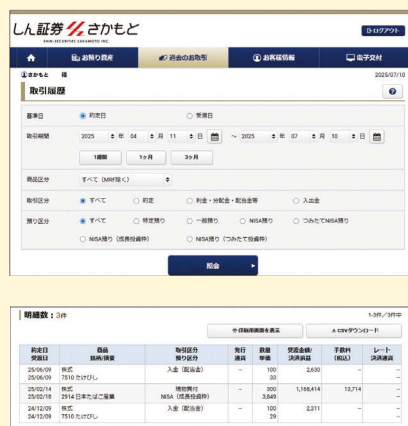 しん証券 さかもと
SHIN-SECURITIES SAKAMOTO INC.
ログアウト
お預り資産
過去のお取引
お客様情報
電子交付
さかもと 様
2025/07/10
取引履歴
基準日 約定日 受渡日
取引期間 2025 年 04 月 11 日 ~ 2025 年 07 月 10 日
1週間 1ヶ月 3ヶ月
商品区分 すべて (MRF除く)
取引区分 すべて 約定 利金・分配金・配当金等 入出金
預り区分 すべて 特定預り 一般預り NISA預り つみたてNISA預り
NISA預り (成長投資枠) NISA預り (つみたて投資枠)
照会
明細数:3件
1-3件/3件中
印刷用画面を表示
CSVダウンロード
約定日 商品 取引区分 発行 数量 受渡金額/ 手数料 レート
受渡日 銘柄/摘要 預り区分 通貨 単価 決済損益 (税込) 決済通貨
25/06/09 株式 入金 (配当金) - 100 2,630 - -
25/06/09 7510 たけびし 33 -
25/02/14 株式 現物買付 - 300 1,168,414 13,714 -
25/02/18 2914 日本たばこ産業 NISA (成長投資枠) 3,849 - -
24/12/09 株式 入金 (配当金) - 100 2,311 - -
24/12/09 7510 たけびし 29 -